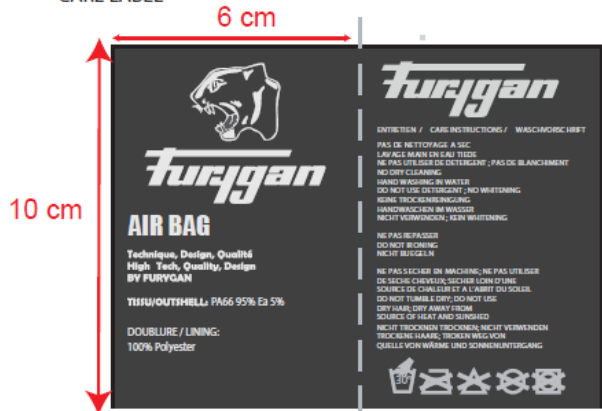 CARE LABEL
6 cm
10 cm
furygan
AIR BAG
Technique, Design, Qualité
High Tech, Quality, Design
BY FURYGAN
TISSU/OUTSHELL: PA66 95% Ea 5%
DOUBLURE / LINING:
100% Polyester
furygan
ENTRETIEN / CARE INSTRUCTIONS / WASCHVORSCHRIFT
PAS DE NETTOYAGE A SEC
LAVAGE MAIN EN EAU TIEDE
NE PAS UTILISER DE DETERGENT ; PAS DE BLANCHIMENT
NO DRY CLEANING
HAND WASHING IN WATER
DO NOT USE DETERGENT ; NO WHITENING
KEINE TROCKENREINIGUNG
HANDWASCHEN IM WASSER
NICHT VERWENDEN ; KEIN WHITENING
NE PAS REPASSER
DO NOT IRONING
NICHT BUEGELN
NE PAS SECHER EN MACHINE; NE PAS UTILISER
DE SECHE CHEVEUX; SECHER LOIN D'UNE
SOURCE DE CHALEUR ET A L'ABRIT DU SOLEIL
DO NOT TUMBLE DRY; DO NOT USE
DRY HAIR; DRY AWAY FROM
SOURCE OF HEAT AND SUNSHED
NICHT TROCKNEN TROCKNEN; NICHT VERWENDEN
TROCKENE HAARE; TROKEN WEG VON
QUELLE VON WÄRME UND SONNENUNTERGANG
30°